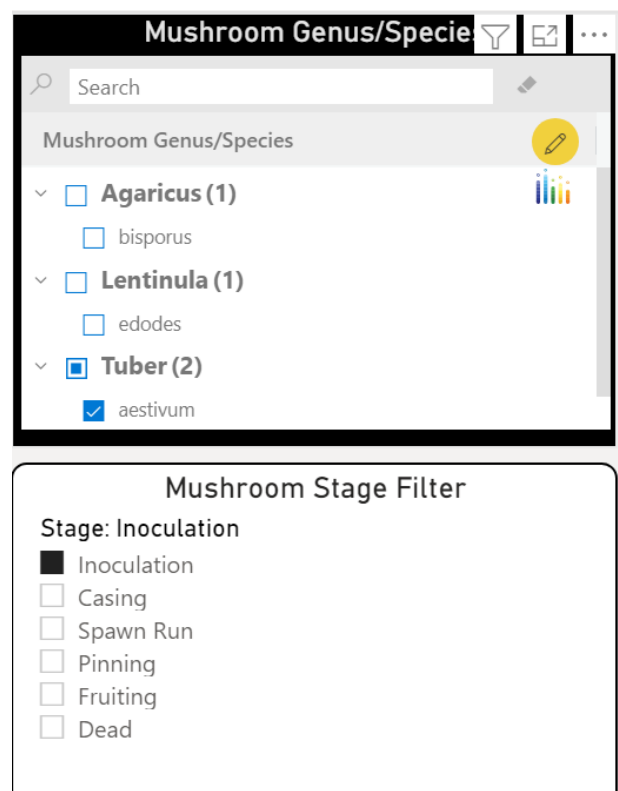 Mushroom Genus/Specie
Search
Mushroom Genus/Species
Agaricus (1)
bisporus
Lentinula (1)
edodes
Tuber (2)
aestivum
Mushroom Stage Filter
Stage: Inoculation
Inoculation
Casing
Spawn Run
Pinning
Fruiting
Dead